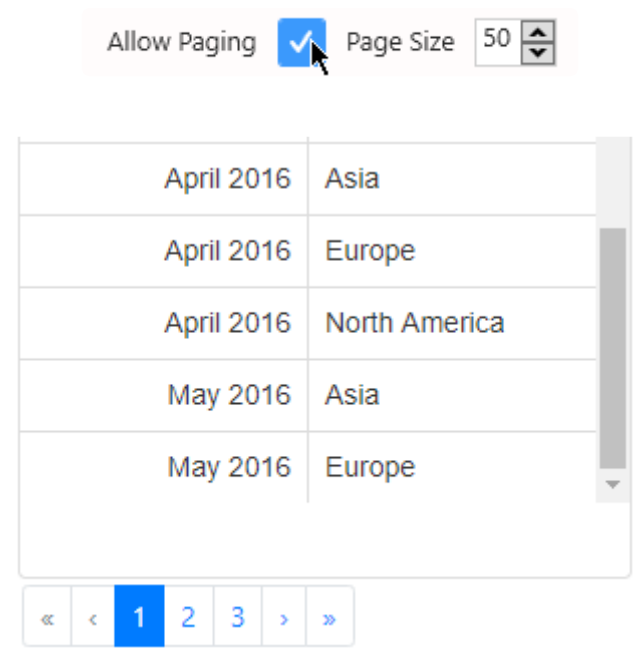 Allow Paging Page Size 50
April 2016 Asia
April 2016 Europe
April 2016 North America
May 2016 Asia
May 2016 Europe
« ‹ 1 2 3 › »